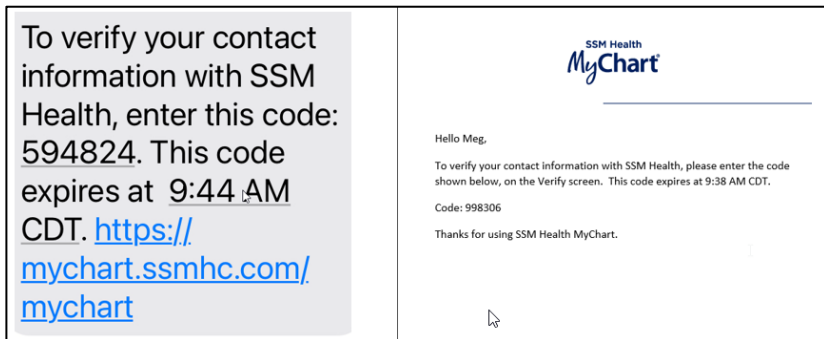 To verify your contact
information with SSM
Health, enter this code:
594824. This code
expires at 9:44 AM
CDT. https://
mychart.ssmhc.com/
mychart
SSM Health
MyChart
Hello Meg,
To verify your contact information with SSM Health, please enter the code
shown below, on the Verify screen. This code expires at 9:38 AM CDT.
Code: 998306
Thanks for using SSM Health MyChart.